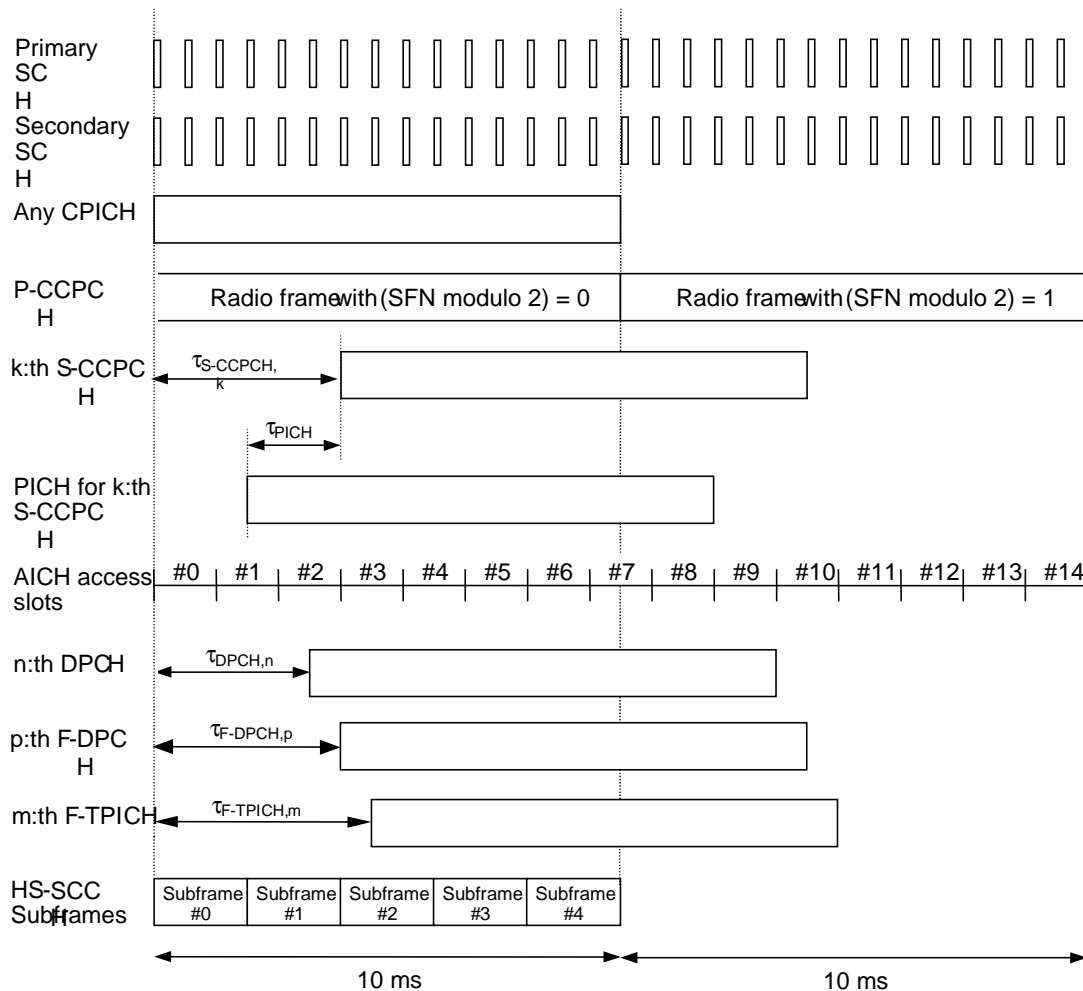 Primary
SC
H
Secondary
SC
H
Any CPICH
P-CCPC
H
Radio frame with (SFN modulo 2) = 0
Radio frame with (SFN modulo 2) = 1
k:th S-CCPC
H
τS-CCPCH,
k
τPICH
PICH for k:th
S-CCPC
H
AICH access
slots
#0 #1 #2 #3 #4 #5 #6 #7 #8 #9 #10 #11 #12 #13 #14
n:th DPCH
τDPCH,n
p:th F-DPC
H
τF-DPCH,p
m:th F-TPICH
τF-TPICH,m
HS-SCC
H
Subframes
Subframe
#0
Subframe
#1
Subframe
#2
Subframe
#3
Subframe
#4
10 ms
10 ms